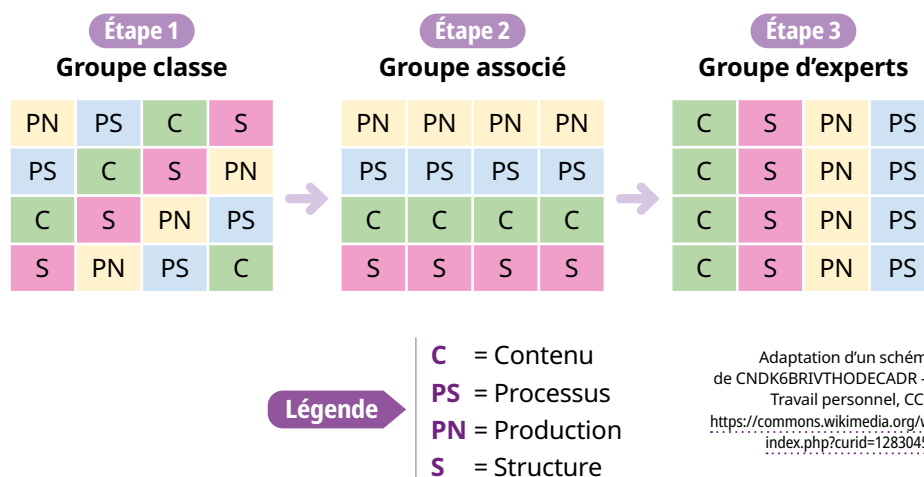 Étape 1
Groupe classe
PN PS C S
PS C S PN
C S PN PS
S PN PS C
Étape 2
Groupe associé
PN PN PN PN
PS PS PS PS
C C C C
S S S S
Étape 3
Groupe d'experts
C S PN PS
C S PN PS
C S PN PS
C S PN PS
Légende
C = Contenu
PS = Processus
PN = Production
S = Structure
Adaptation d'un schém
de CNDK6BRIVTHODECADR -
Travail personnel, CC
https://commons.wikimedia.org/w
index.php?curid=1283045